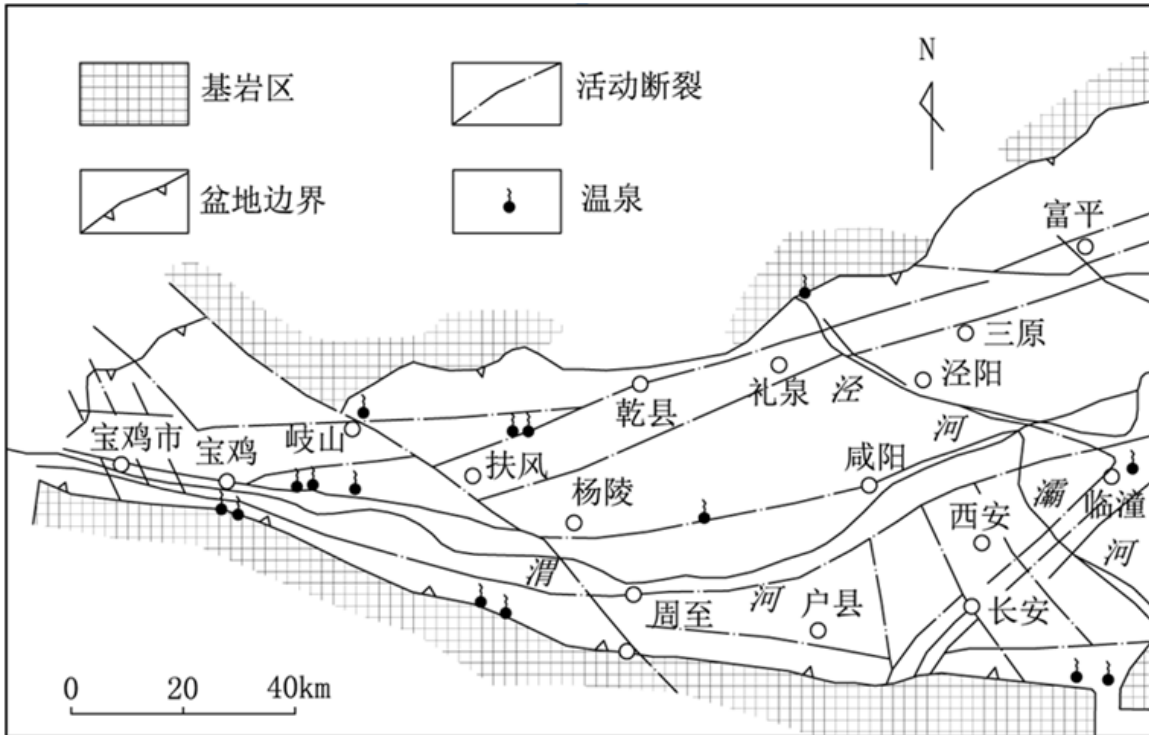 基岩区
活动断裂
N
盆地边界
温泉
富平
三原
泾阳
礼泉
泾
河
乾县
宝鸡市
宝鸡
岐山
扶风
咸阳
杨陵
西安
灞
临潼
河
渭
周至
河
户县
长安
0 20 40km